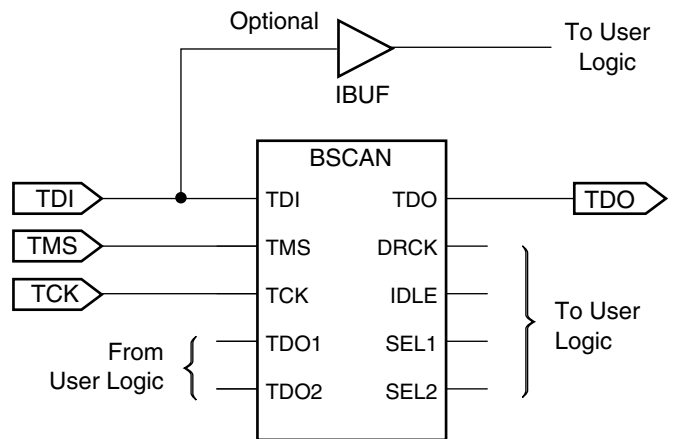 Optional
To User
Logic
IBUF
BSCAN
TDI
TDI
TDO
TDO
TMS
TMS
DRCK
TCK
TCK
IDLE
To User
Logic
From
User Logic
TDO1
SEL1
TDO2
SEL2